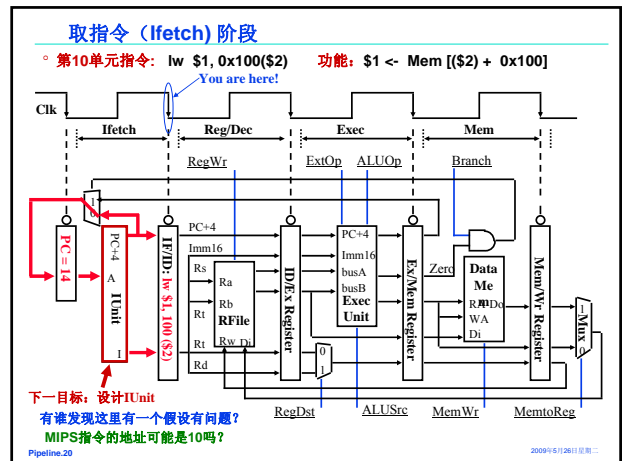 取指令（Ifetch) 阶段
° 第10单元指令: lw $1, 0x100($2) 功能：$1 <- Mem [($2) + 0x100]
You are here!
Clk
Ifetch
Reg/Dec
Exec
Mem
RegWr
ExtOp
ALUOp
Branch
1
0
PC = 14
PC+4
A
IUnit
I
IF/ID: lw $1, 100 ($2)
PC+4
Imm16
Rs
Ra
Rb
Rt
RFile
Rw Di
Rt
Rd
ID/Ex Register
0
1
PC+4
Imm16
busA
busB
Exec
Unit
Ex/Mem Register
Zero
Data
Me
m
RA Do
WA
Di
Mem/Wr Register
1
Mux
0
RegDst
ALUSrc
MemWr
MemtoReg
下一目标：设计IUnit
有谁发现这里有一个假设有问题？
MIPS指令的地址可能是10吗？
Pipeline.20
2009年5月26日星期二